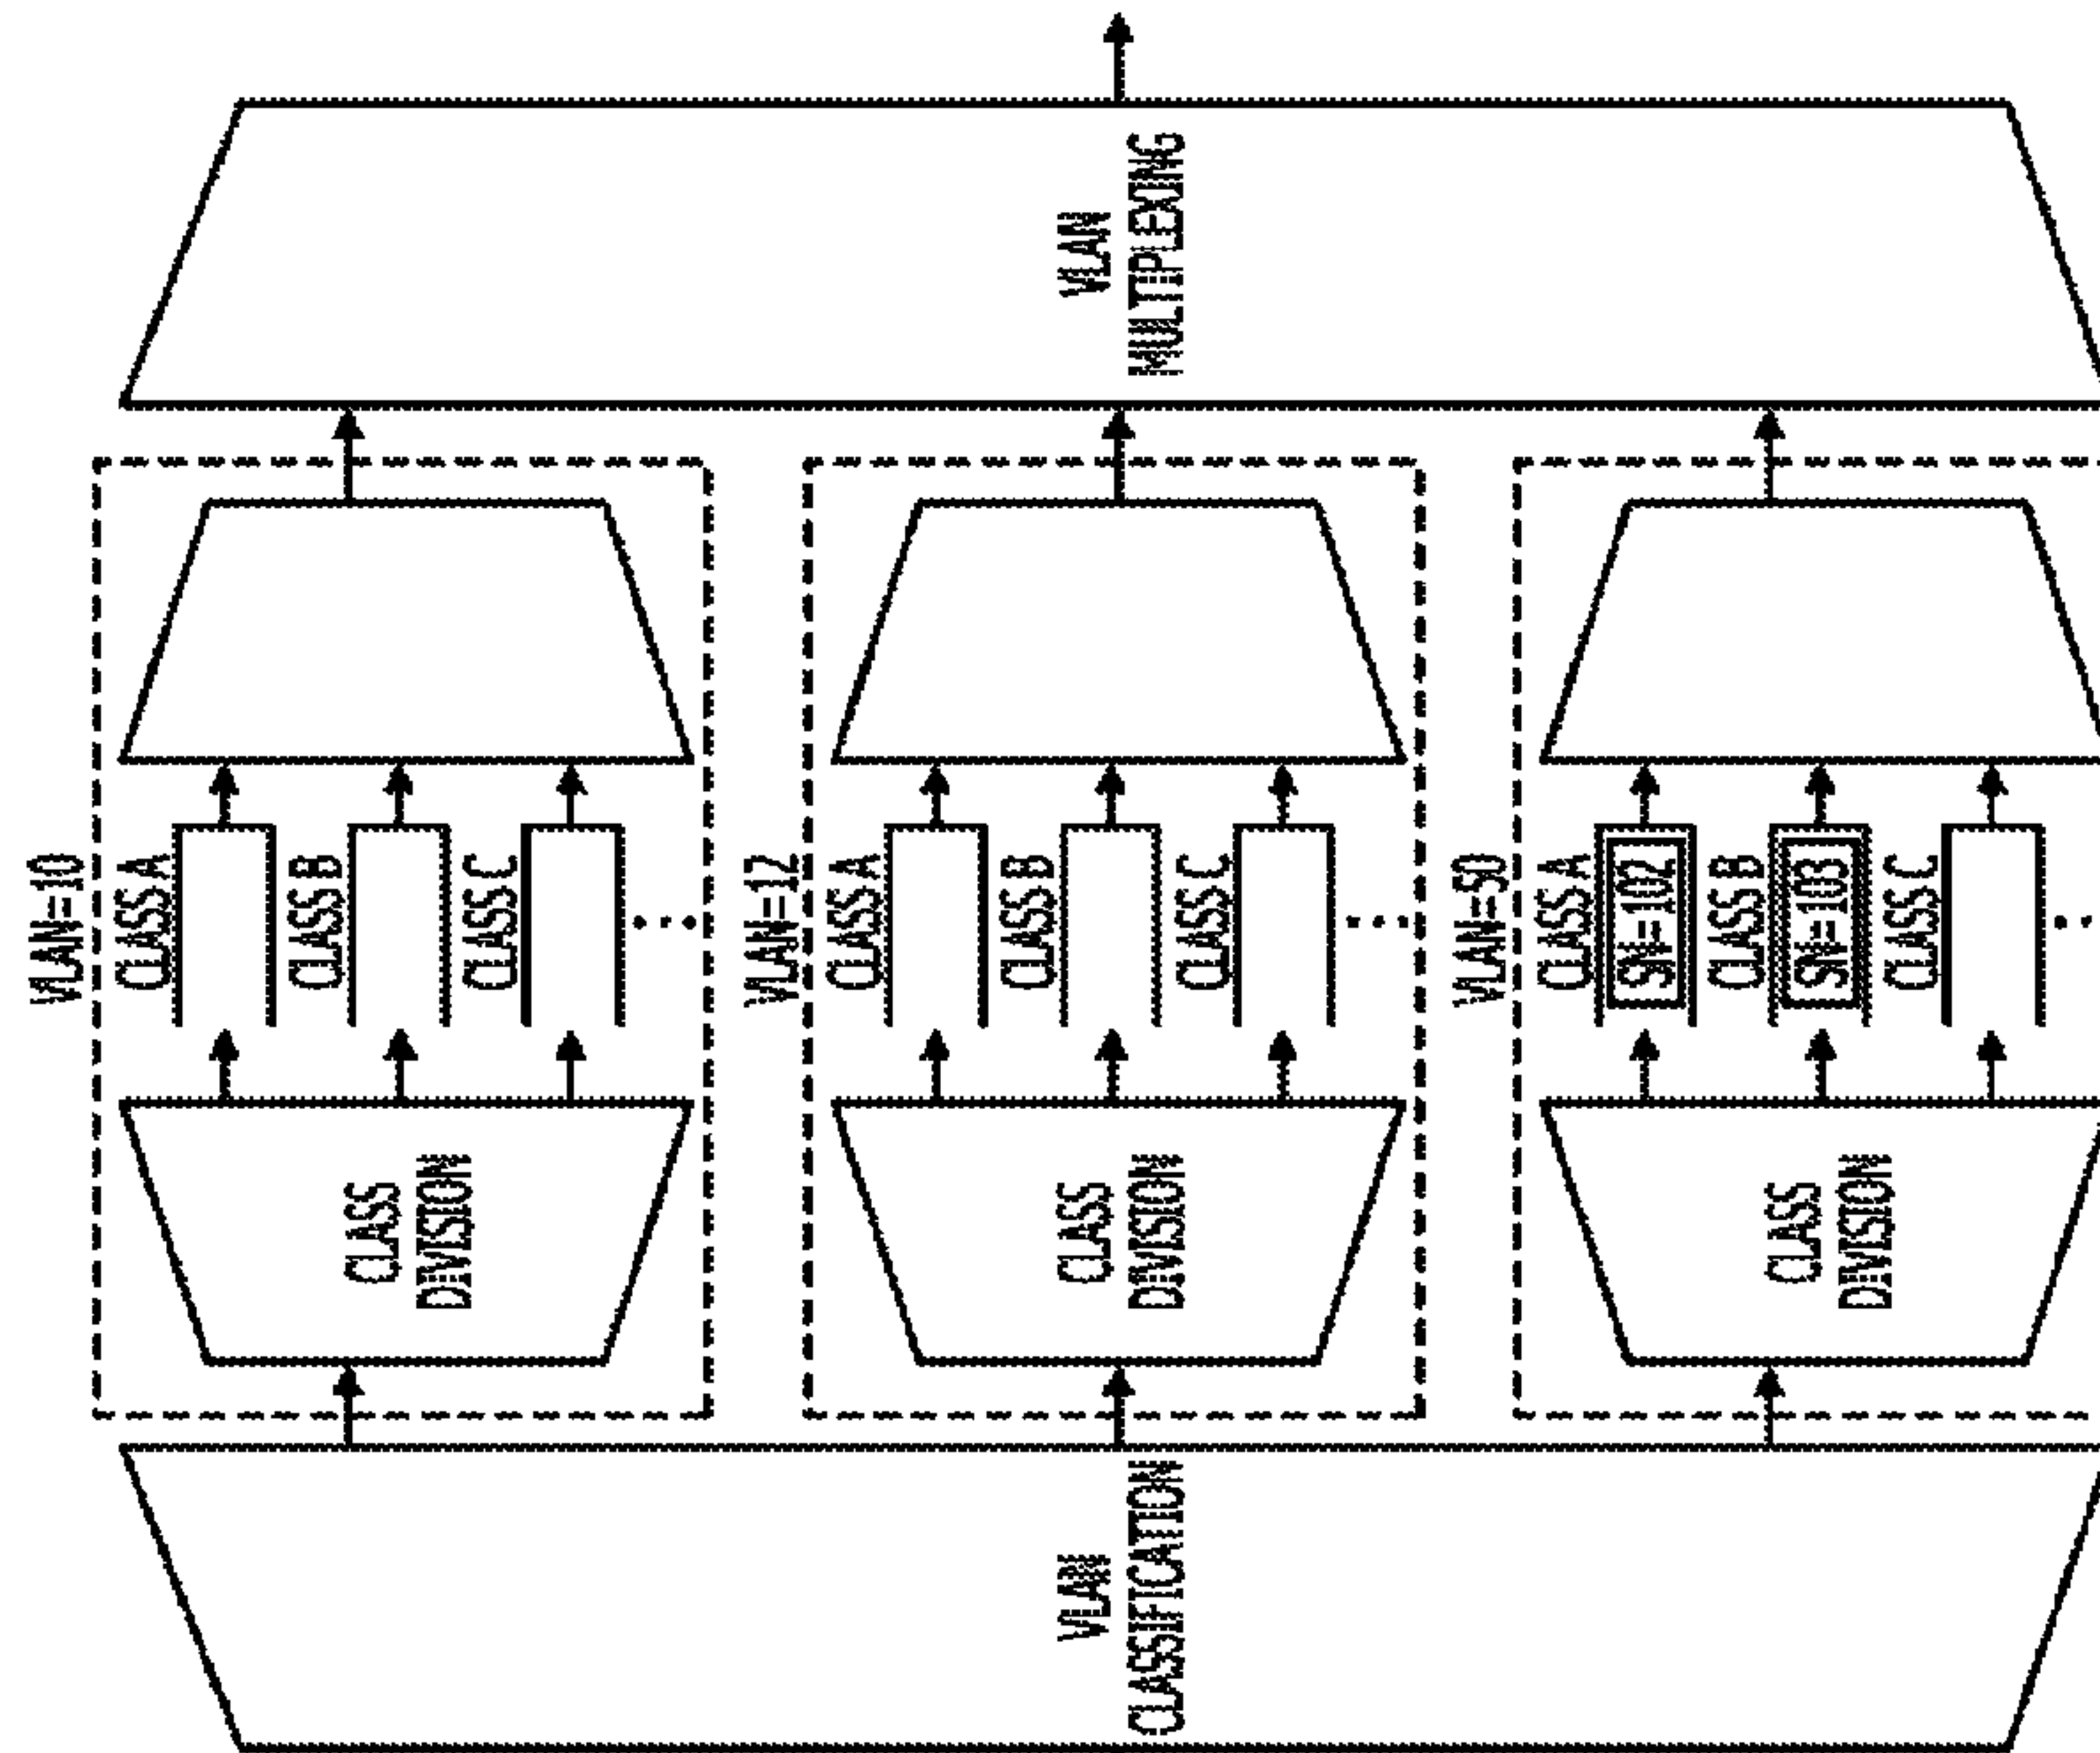 VLAN
CLASSIFICATION
VLAN=10
CLASS
DIVISION
CLASS A
CLASS B
CLASS C
VLAN=12
CLASS
DIVISION
CLASS A
CLASS B
CLASS C
VLAN=50
CLASS
DIVISION
CLASS A
SN=102
CLASS B
SN=103
CLASS C
VLAN
MULTIPLEXING